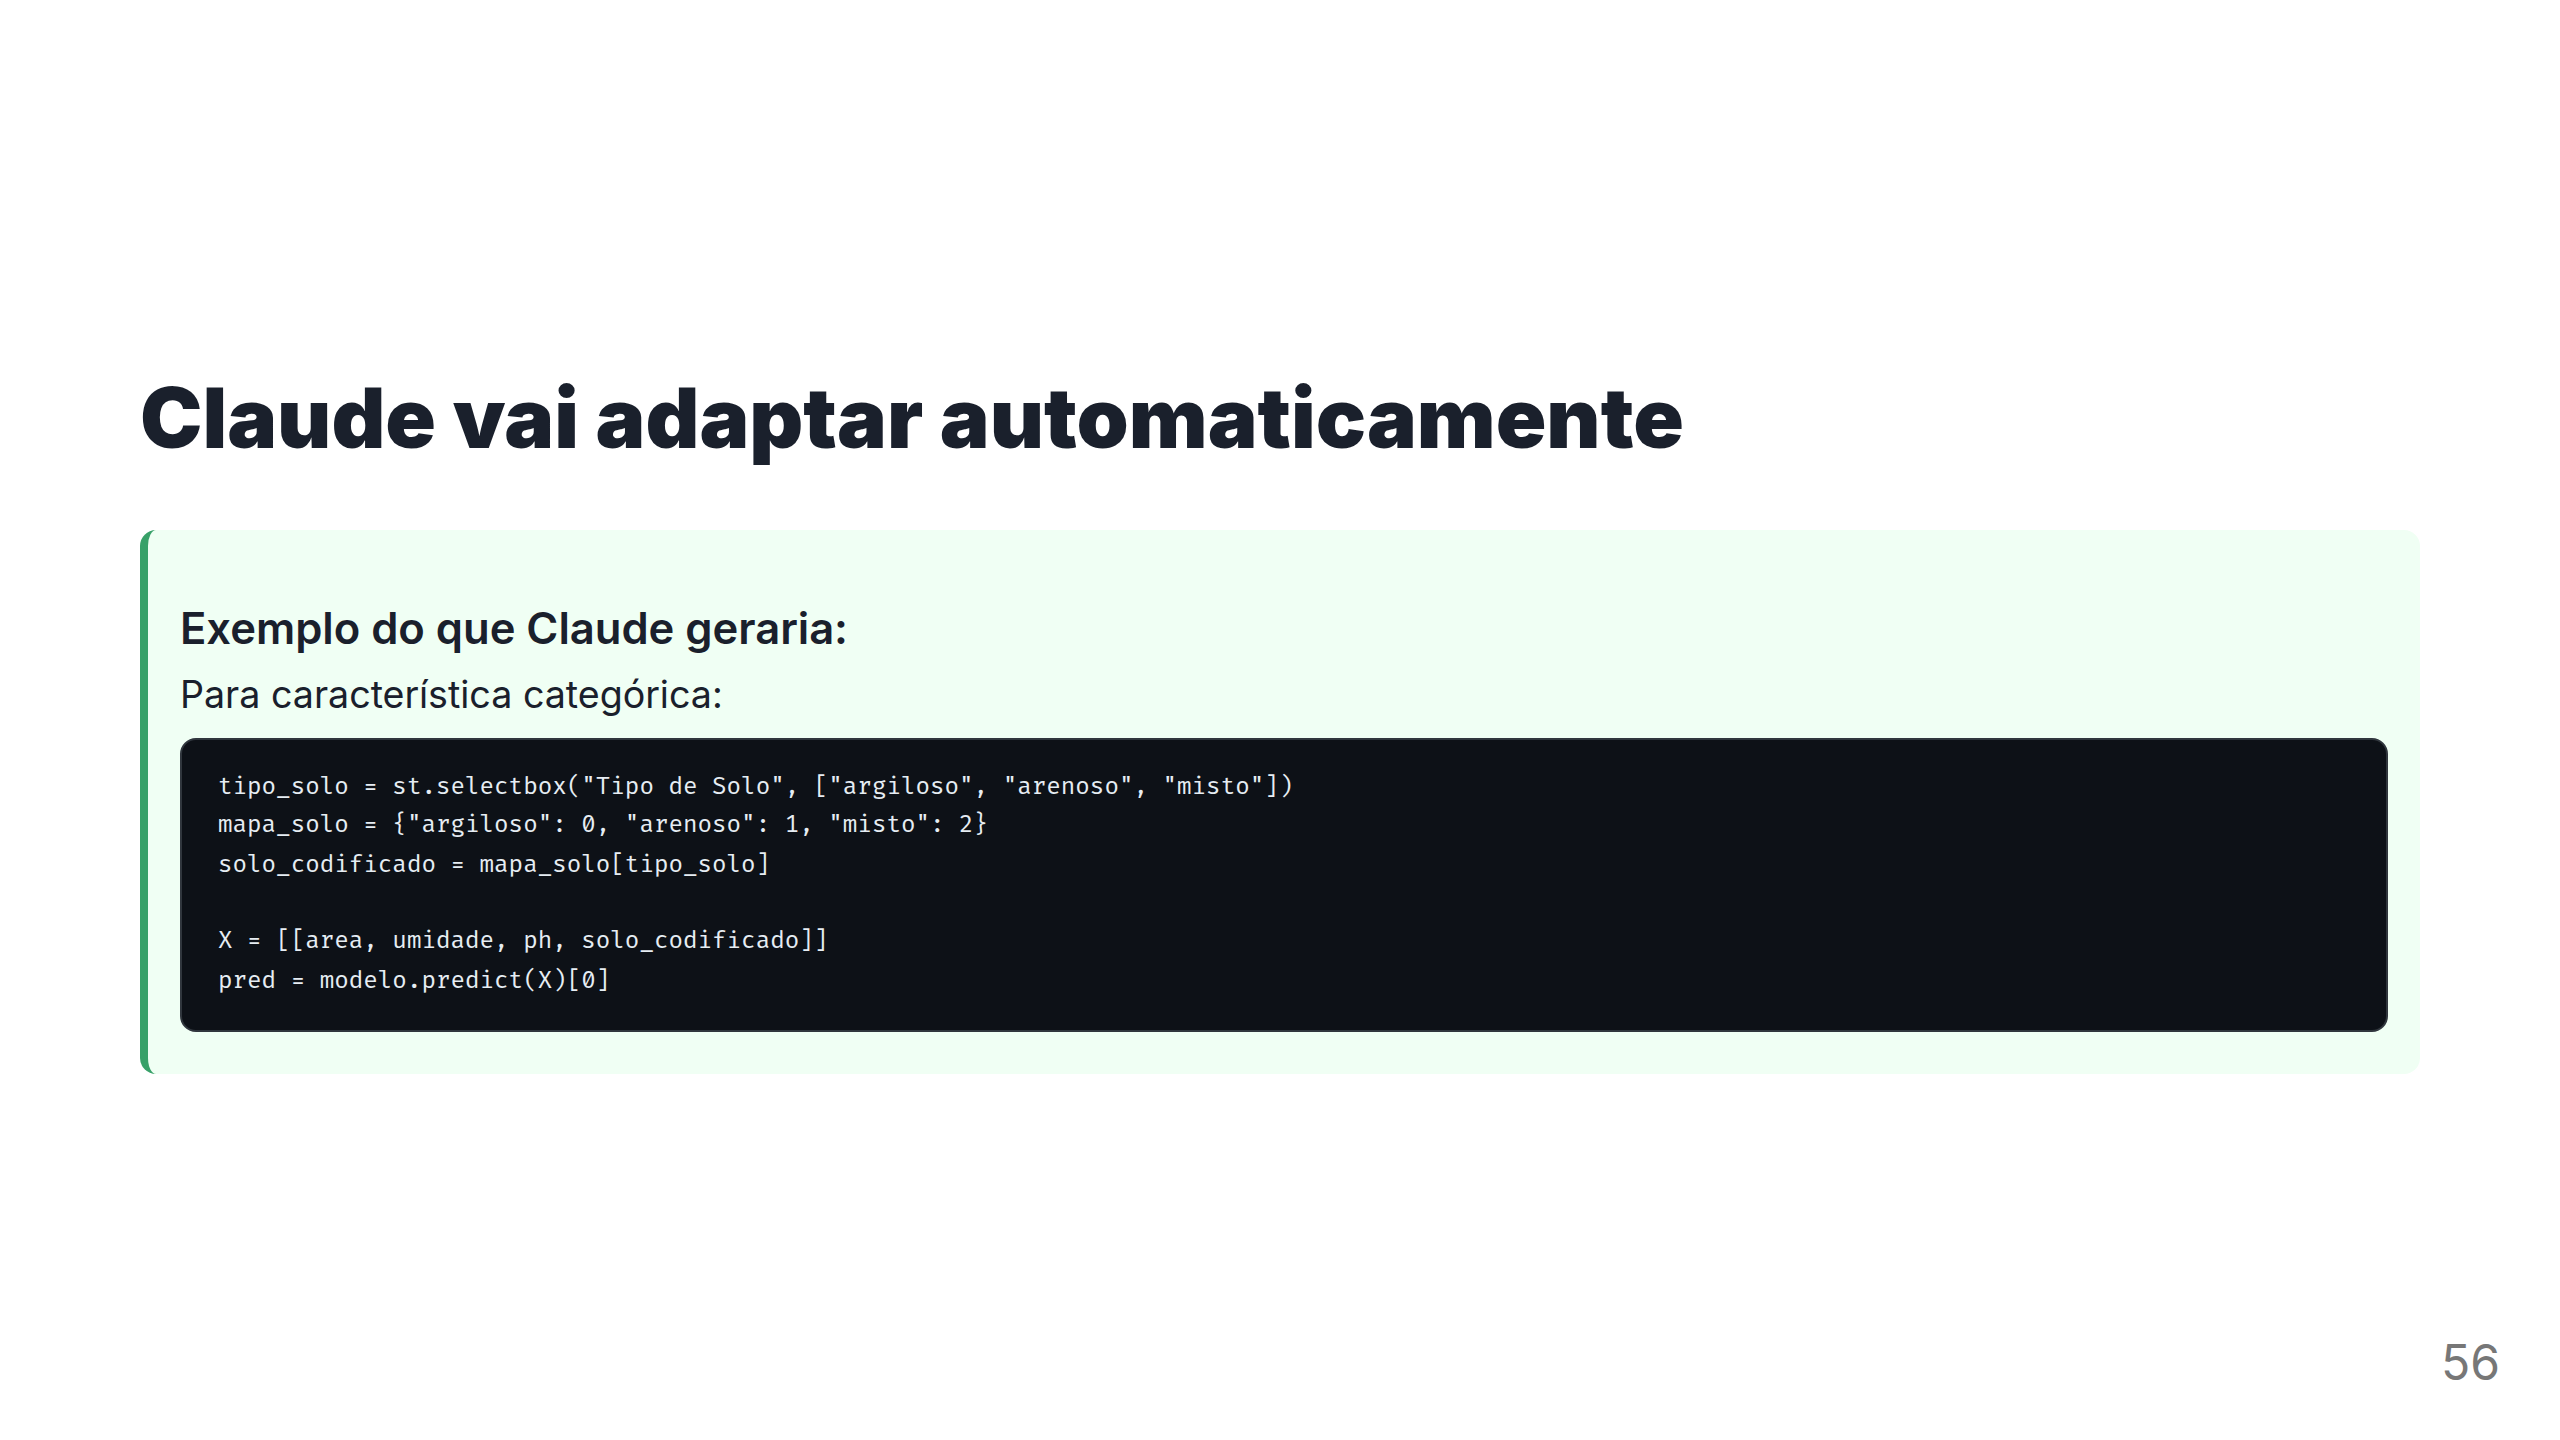 Claude vai adaptar automaticamente
Exemplo do que Claude geraria:
Para característica categórica:
tipo_solo = st.selectbox("Tipo de Solo", ["argiloso", "arenoso", "misto"])
mapa_solo = {"argiloso": 0, "arenoso": 1, "misto": 2}
solo_codificado = mapa_solo[tipo_solo]
X = [[area, umidade, ph, solo_codificado]]
pred = modelo.predict(X)[0]
56